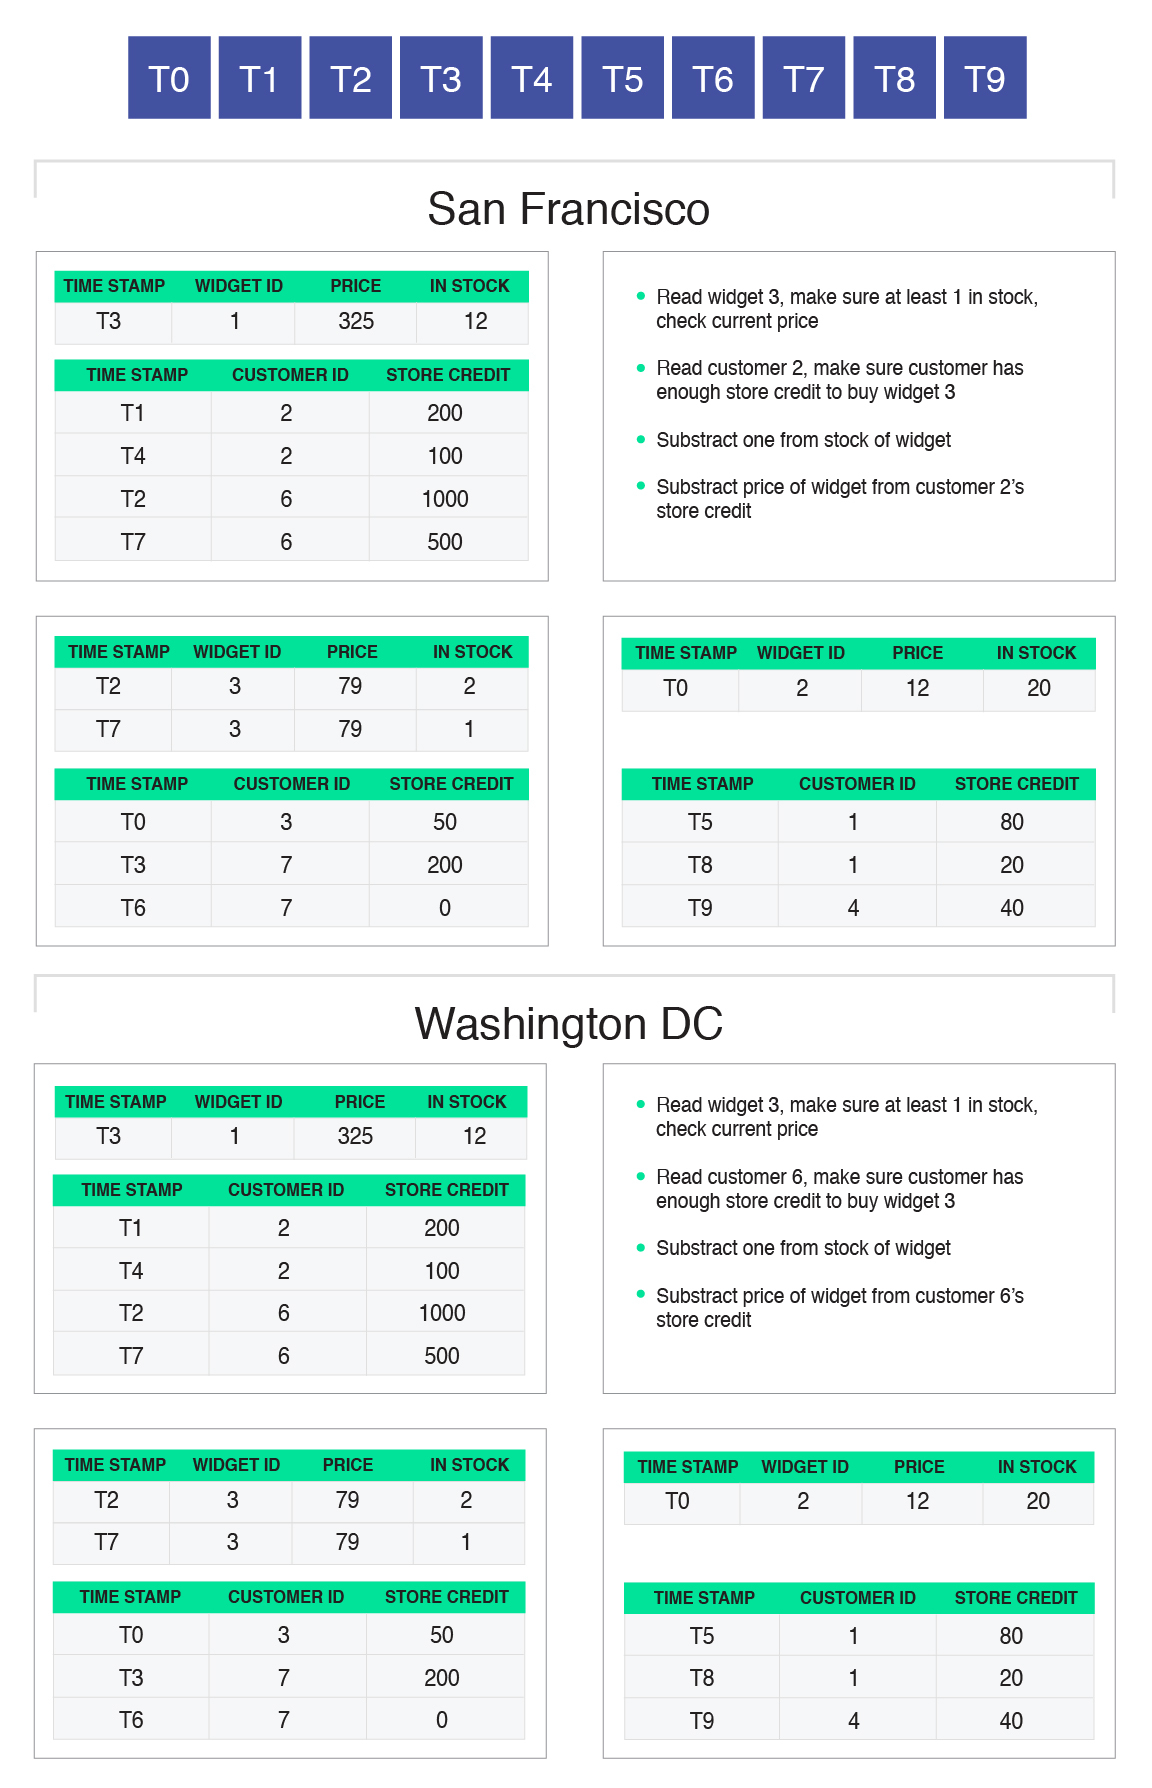 T0 T1 T2 T3 T4 T5 T6 T7 T8 T9
San Francisco
TIME STAMP WIDGET ID PRICE IN STOCK
T3 1 325 12
TIME STAMP CUSTOMER ID STORE CREDIT
T1 2 200
T4 2 100
T2 6 1000
T7 6 500
Read widget 3, make sure at least 1 in stock,
check current price
Read customer 2, make sure customer has
enough store credit to buy widget 3
Substract one from stock of widget
Substract price of widget from customer 2’s
store credit
TIME STAMP WIDGET ID PRICE IN STOCK
T2 3 79 2
T7 3 79 1
TIME STAMP CUSTOMER ID STORE CREDIT
T0 3 50
T3 7 200
T6 7 0
TIME STAMP WIDGET ID PRICE IN STOCK
T0 2 12 20
TIME STAMP CUSTOMER ID STORE CREDIT
T5 1 80
T8 1 20
T9 4 40
Washington DC
TIME STAMP WIDGET ID PRICE IN STOCK
T3 1 325 12
TIME STAMP CUSTOMER ID STORE CREDIT
T1 2 200
T4 2 100
T2 6 1000
T7 6 500
Read widget 3, make sure at least 1 in stock,
check current price
Read customer 6, make sure customer has
enough store credit to buy widget 3
Substract one from stock of widget
Substract price of widget from customer 6’s
store credit
TIME STAMP WIDGET ID PRICE IN STOCK
T2 3 79 2
T7 3 79 1
TIME STAMP CUSTOMER ID STORE CREDIT
T0 3 50
T3 7 200
T6 7 0
TIME STAMP WIDGET ID PRICE IN STOCK
T0 2 12 20
TIME STAMP CUSTOMER ID STORE CREDIT
T5 1 80
T8 1 20
T9 4 40